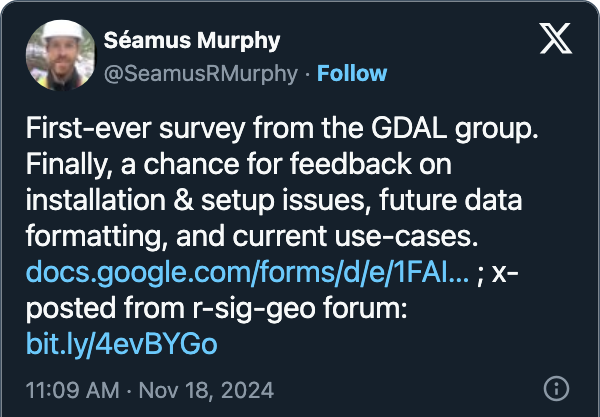 Séamus Murphy
@SeamusRMurphy · Follow
First-ever survey from the GDAL group.
Finally, a chance for feedback on
installation & setup issues, future data
formatting, and current use-cases.
docs.google.com/forms/d/e/1FAI... ; x-
posted from r-sig-geo forum:
bit.ly/4evBYGo
11:09 AM · Nov 18, 2024